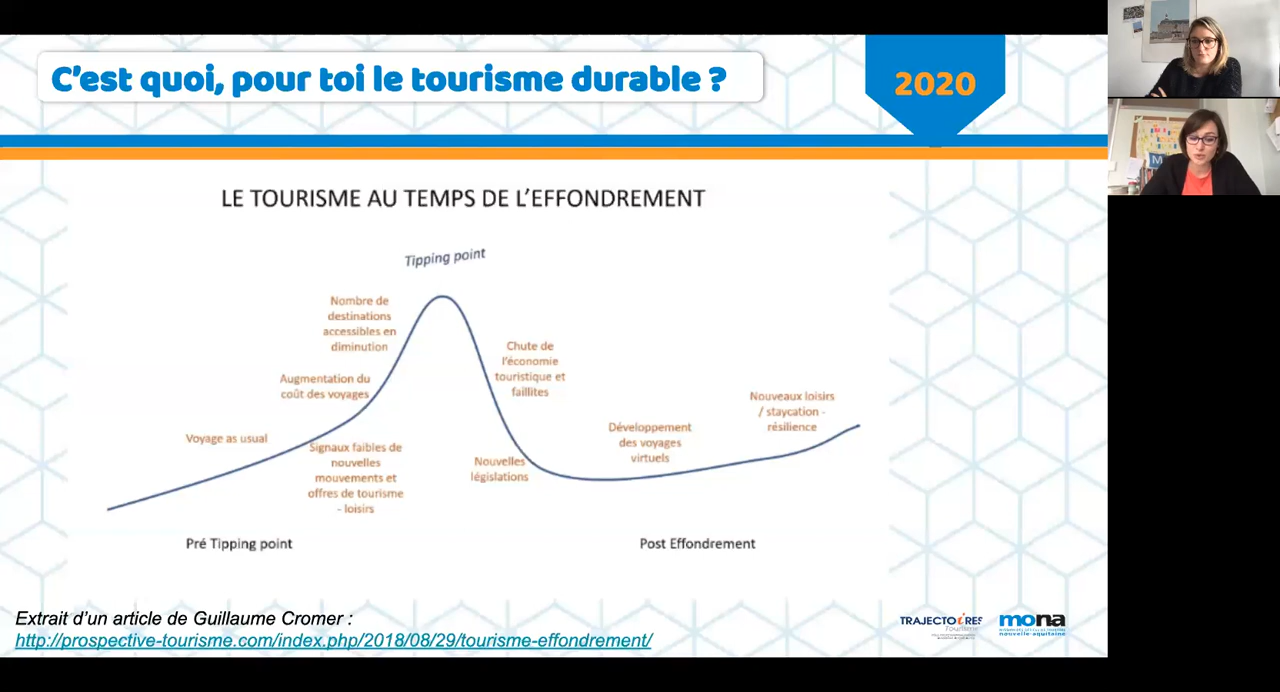 C'est quoi, pour toi le tourisme durable ?
2020
LE TOURISME AU TEMPS DE L'EFFONDREMENT
Tipping point
Nombre de
destinations
accessibles en
diminution
Chute de
l'économie
touristique et
faillites
Augmentation du
coût des voyages
Nouveaux loisirs
/ staycation -
résilience
Voyage as usual
Développement
des voyages
virtuels
Signaux faibles de
nouvelles
mouvements et
offres de tourisme
- loisirs
Nouvelles
législations
Pré Tipping point
Post Effondrement
Extrait d'un article de Guillaume Cromer :
http://prospective-tourisme.com/index.php/2018/08/29/tourisme-effondrement/
TRAJECTOIRES
Tourisme
mona
nouvelle-aquitaine
M